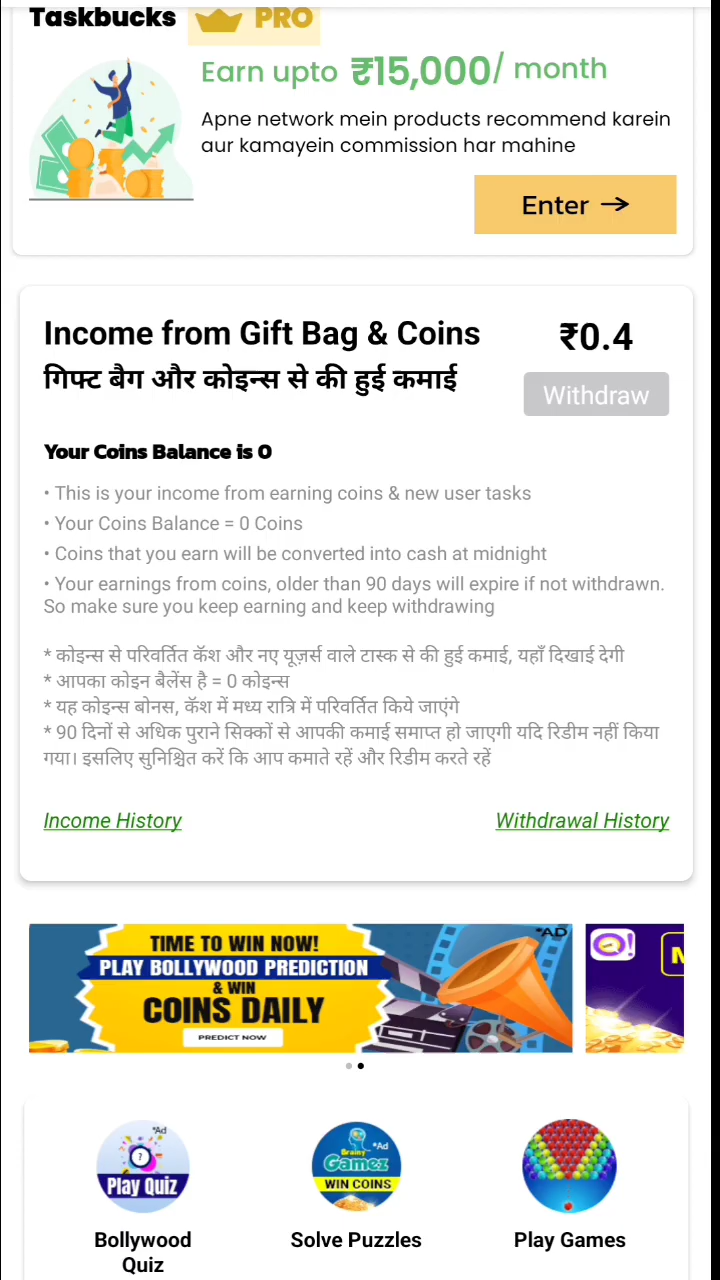 Taskbucks PRO
Earn upto ₹15,000/ month
Apne network mein products recommend karein
aur kamayein commission har mahine
Enter →
Income from Gift Bag & Coins
₹0.4
गिफ्ट बैग और कोइन्स से की हुई कमाई
Withdraw
Your Coins Balance is 0
• This is your income from earning coins & new user tasks
• Your Coins Balance = 0 Coins
• Coins that you earn will be converted into cash at midnight
• Your earnings from coins, older than 90 days will expire if not withdrawn.
So make sure you keep earning and keep withdrawing
* कोइन्स से परिवर्तित कॅश और नए यूज़र्स वाले टास्क से की हुई कमाई, यहाँ दिखाई देगी
* आपका कोइन बैलेंस है = 0 कोइन्स
* यह कोइन्स बोनस, कॅश में मध्य रात्रि में परिवर्तित किये जाएंगे
* 90 दिनों से अधिक पुराने सिक्कों से आपकी कमाई समाप्त हो जाएगी यदि रिडीम नहीं किया
गया। इसलिए सुनिश्चित करें कि आप कमाते रहें और रिडीम करते रहें
Income History
Withdrawal History
*AD
TIME TO WIN NOW!
PLAY BOLLYWOOD PREDICTION
& WIN
COINS DAILY
PREDICT NOW
N
*Ad
?
Play Quiz
*Ad
Brainy
Gamez
WIN COINS
Bollywood
Quiz
Solve Puzzles
Play Games